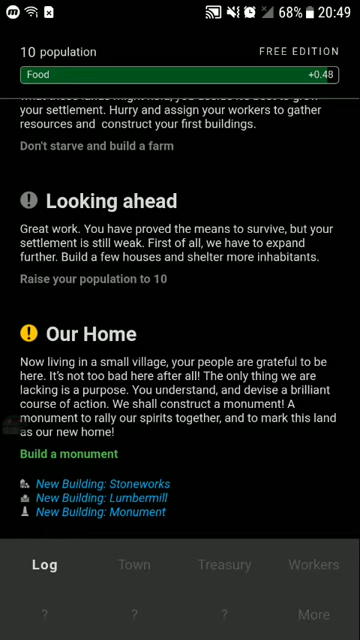 68% 20:49
10 population FREE EDITION
Food +0.48
your settlement. Hurry and assign your workers to gather
resources and construct your first buildings.
Don't starve and build a farm
Looking ahead
Great work. You have proved the means to survive, but your
settlement is still weak. First of all, we have to expand
further. Build a few houses and shelter more inhabitants.
Raise your population to 10
Our Home
Now living in a small village, your people are grateful to be
here. It's not too bad here after all! The only thing we are
lacking is a purpose. You understand, and devise a brilliant
course of action. We shall construct a monument! A
monument to rally our spirits together, and to mark this land
as our new home!
Build a monument
New Building: Stoneworks
New Building: Lumbermill
New Building: Monument
Log Town Treasury Workers
? ? ? More